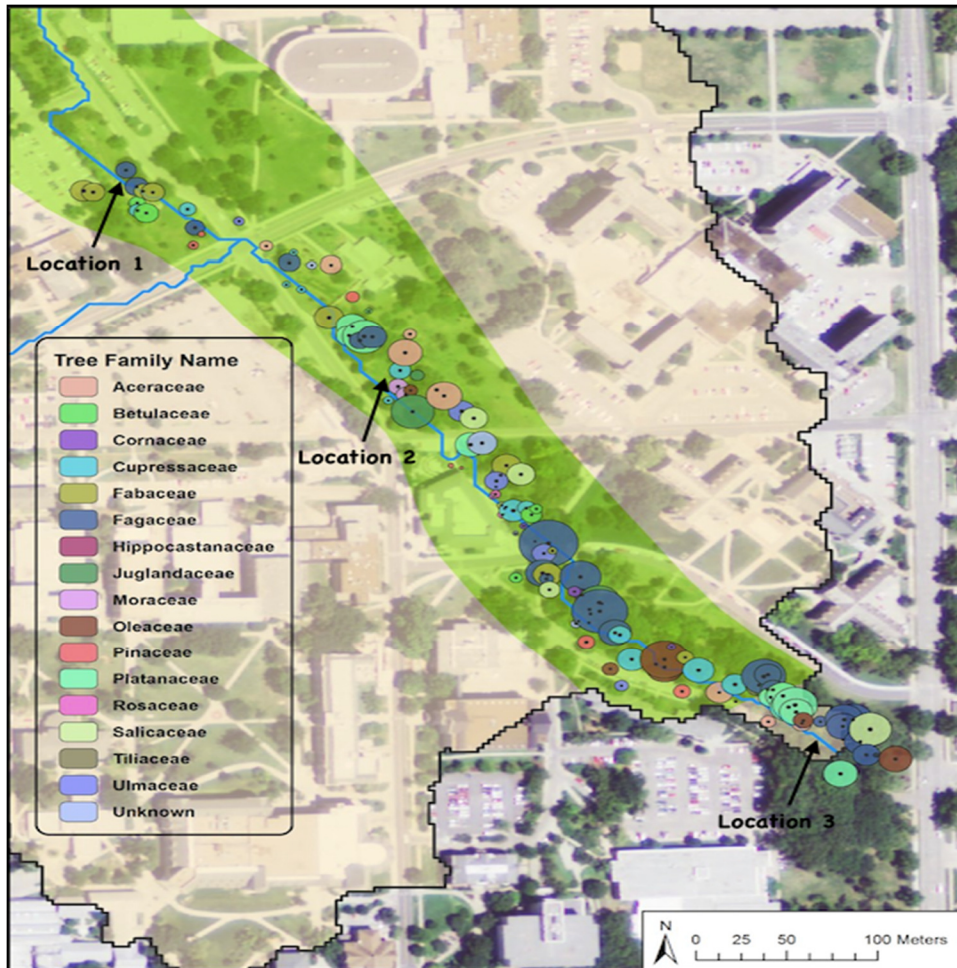 Location 1
Location 2
Tree Family Name
Aceraceae
Betulaceae
Cornaceae
Cupressaceae
Fabaceae
Fagaceae
Hippocastanaceae
Juglandaceae
Moraceae
Oleaceae
Pinaceae
Platanaceae
Rosaceae
Salicaceae
Tiliaceae
Ulmaceae
Unknown
Location 3
N
0 25 50 100 Meters